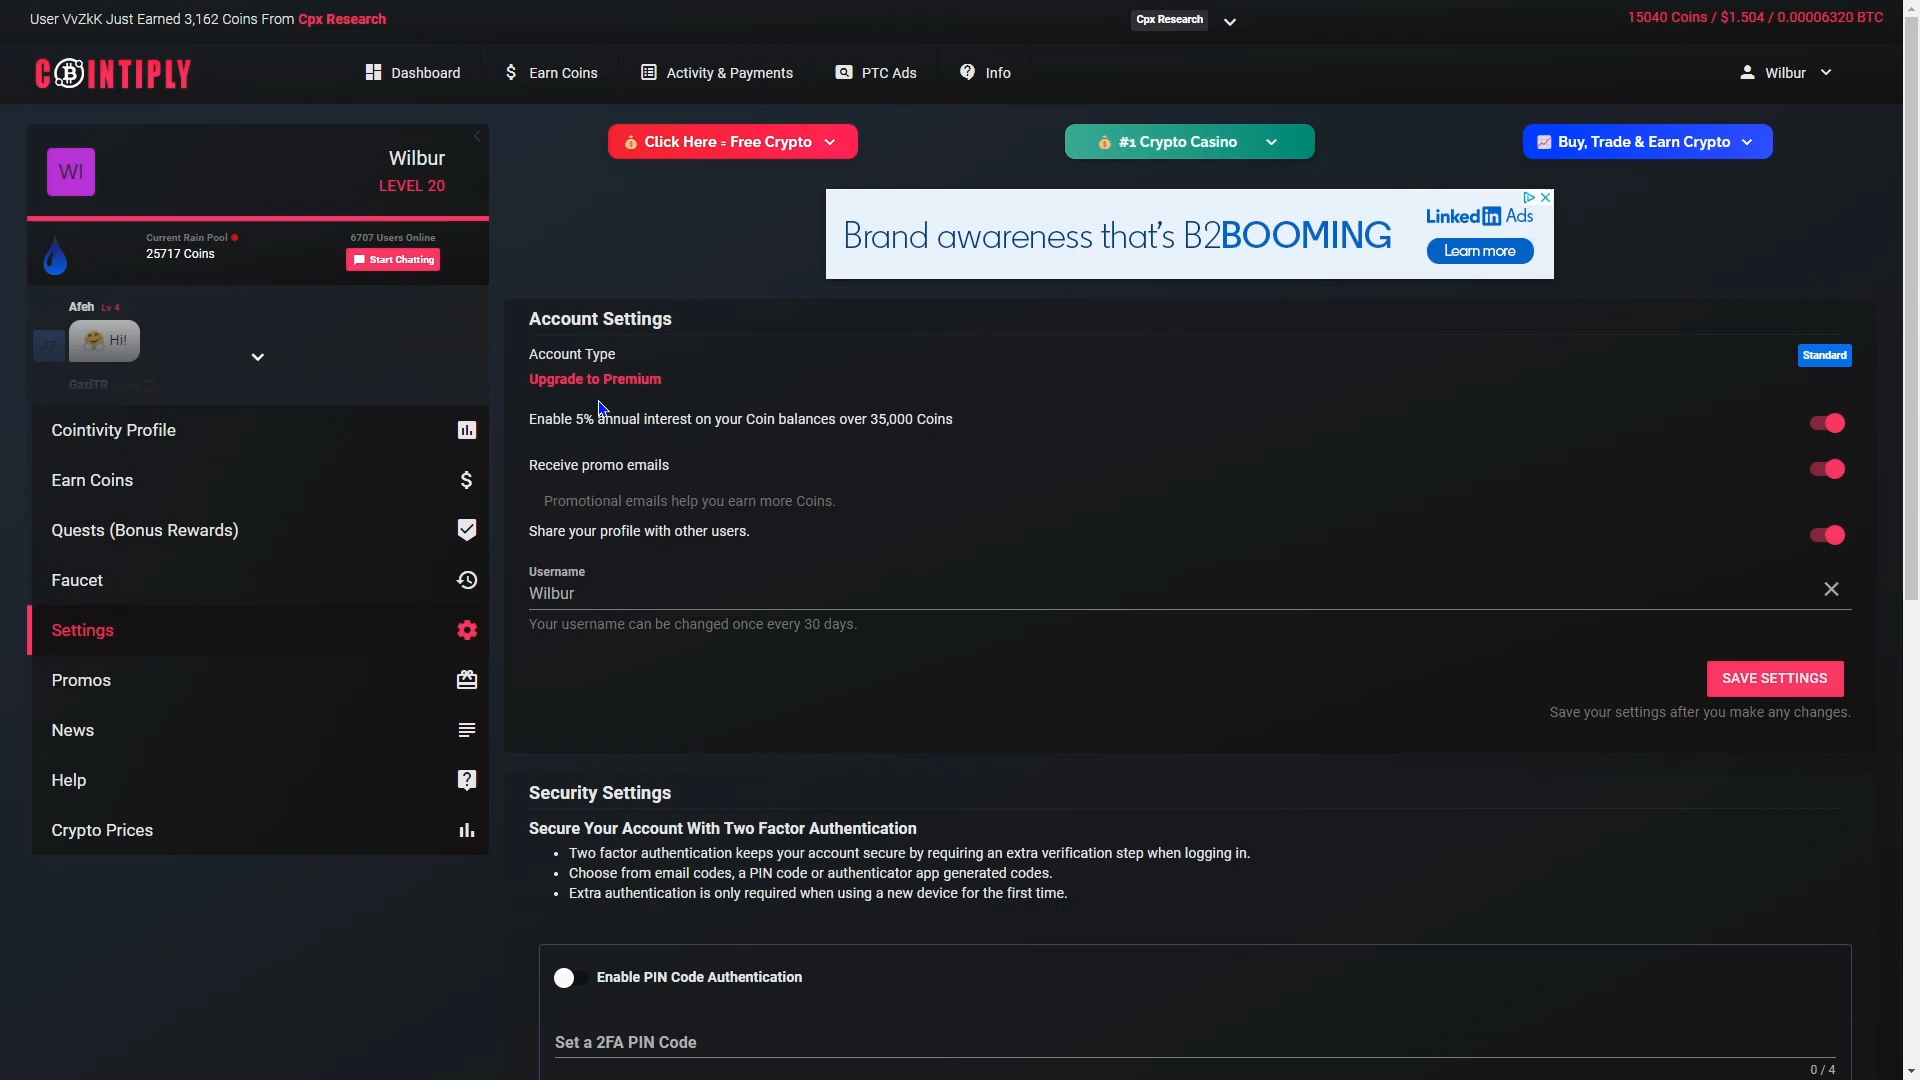 User VvZkK Just Earned 3,162 Coins From Cpx Research
Cpx Research
15040 Coins / $1.504 / 0.00006320 BTC
COINTIPLY
Dashboard
Earn Coins
Activity & Payments
PTC Ads
Info
Wilbur
WI
Wilbur
LEVEL 20
Click Here = Free Crypto
#1 Crypto Casino
Buy, Trade & Earn Crypto
Brand awareness that's B2BOOMING
LinkedIn Ads
Learn more
Current Rain Pool
25717 Coins
6707 Users Online
Start Chatting
Afeh Lv 4
AF
Hi!
GaziTR
Cointivity Profile
Earn Coins
Quests (Bonus Rewards)
Faucet
Settings
Promos
News
Help
Crypto Prices
Account Settings
Account Type
Standard
Upgrade to Premium
Enable 5% annual interest on your Coin balances over 35,000 Coins
Receive promo emails
Promotional emails help you earn more Coins.
Share your profile with other users.
Username
Wilbur
Your username can be changed once every 30 days.
SAVE SETTINGS
Save your settings after you make any changes.
Security Settings
Secure Your Account With Two Factor Authentication
• Two factor authentication keeps your account secure by requiring an extra verification step when logging in.
• Choose from email codes, a PIN code or authenticator app generated codes.
• Extra authentication is only required when using a new device for the first time.
Enable PIN Code Authentication
Set a 2FA PIN Code
0 / 4